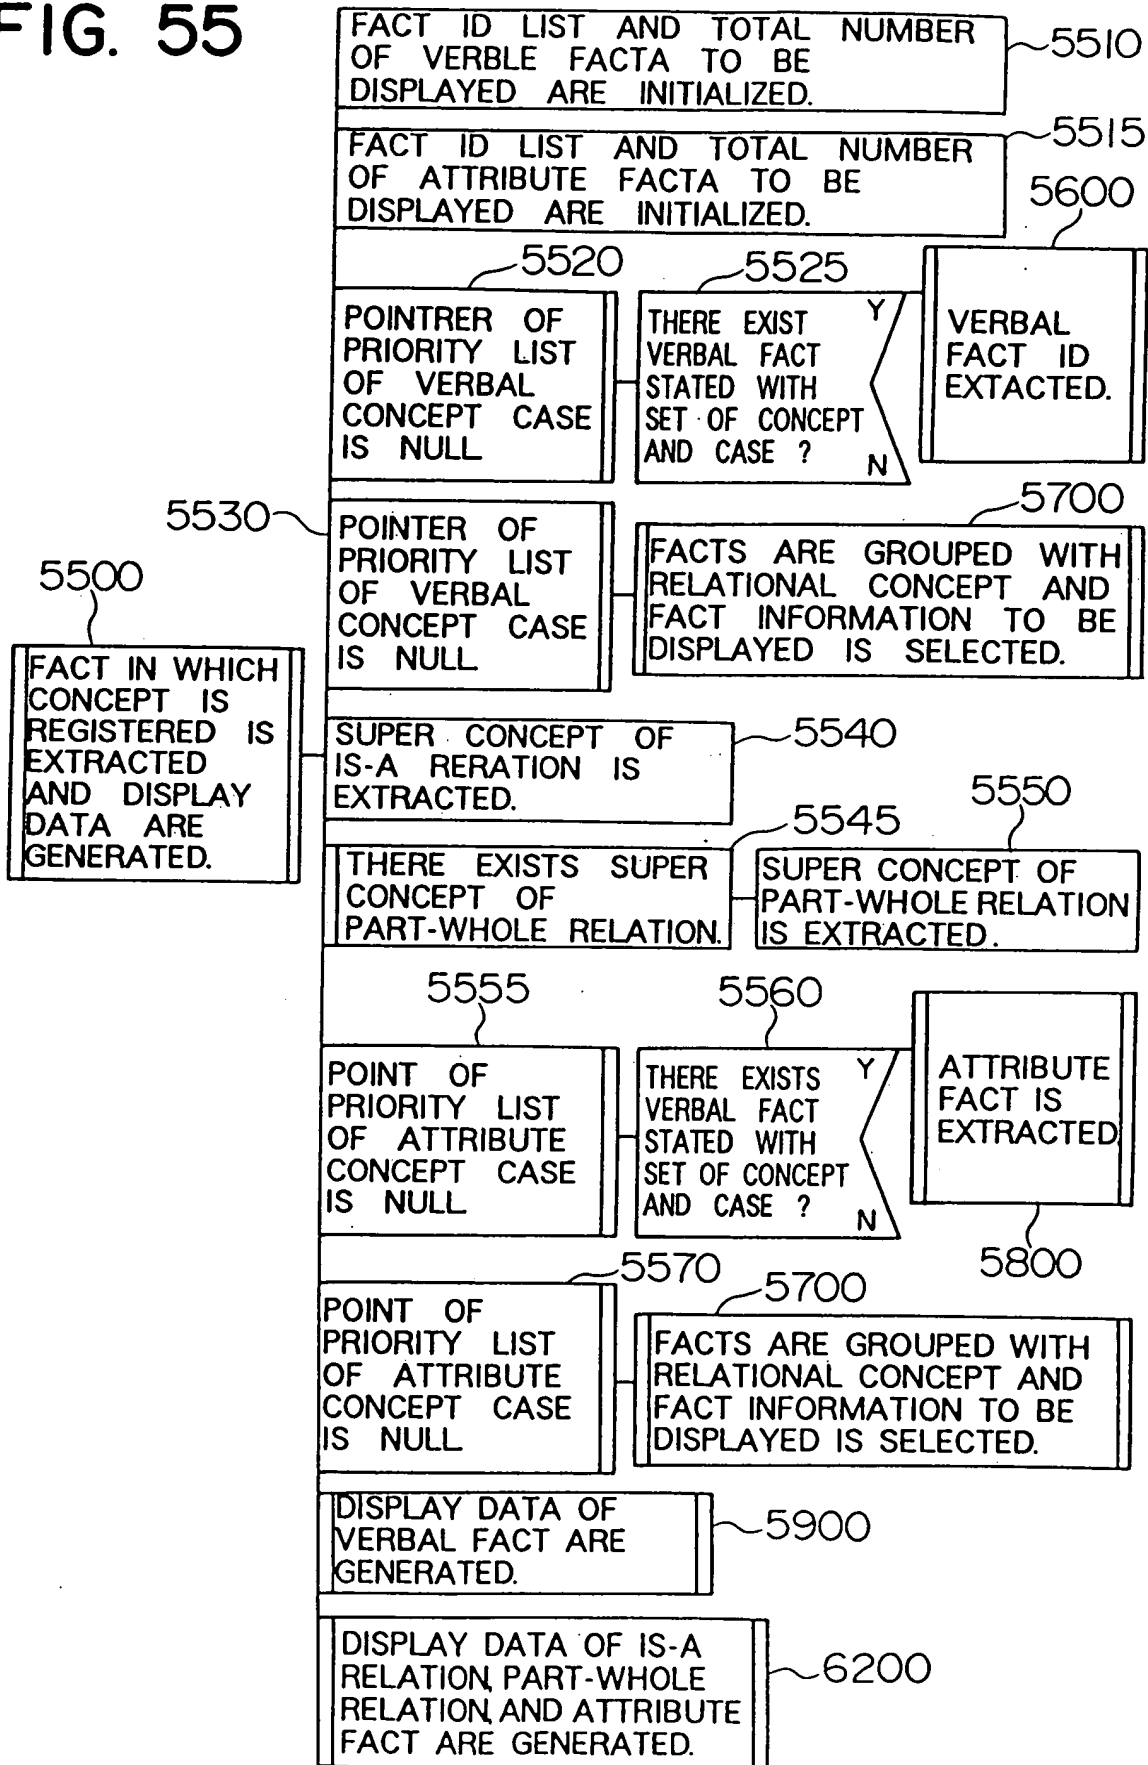 FIG. 55
FACT ID LIST AND TOTAL NUMBER
OF VERBLE FACTA TO BE
DISPLAYED ARE INITIALIZED.
5510
FACT ID LIST AND TOTAL NUMBER
OF ATTRIBUTE FACTA TO BE
DISPLAYED ARE INITIALIZED.
5515
5520
POINTRER OF
PRIORITY LIST
OF VERBAL
CONCEPT CASE
IS NULL
5525
THERE EXIST
VERBAL FACT
STATED WITH
SET OF CONCEPT
AND CASE ?
Y
N
5600
VERBAL
FACT ID
EXTACTED.
5530
POINTER OF
PRIORITY LIST
OF VERBAL
CONCEPT CASE
IS NULL
5700
FACTS ARE GROUPED WITH
RELATIONAL CONCEPT AND
FACT INFORMATION TO BE
DISPLAYED IS SELECTED.
5500
FACT IN WHICH
CONCEPT IS
REGISTERED IS
EXTRACTED
AND DISPLAY
DATA ARE
GENERATED.
SUPER CONCEPT OF
IS-A RERATION IS
EXTRACTED.
5540
5545
THERE EXISTS SUPER
CONCEPT OF
PART-WHOLE RELATION.
5550
SUPER CONCEPT OF
PART-WHOLE RELATION
IS EXTRACTED.
5555
POINT OF
PRIORITY LIST
OF ATTRIBUTE
CONCEPT CASE
IS NULL
5560
THERE EXISTS
VERBAL FACT
STATED WITH
SET OF CONCEPT
AND CASE ?
Y
N
ATTRIBUTE
FACT IS
EXTRACTED
5800
5570
POINT OF
PRIORITY LIST
OF ATTRIBUTE
CONCEPT CASE
IS NULL
5700
FACTS ARE GROUPED WITH
RELATIONAL CONCEPT AND
FACT INFORMATION TO BE
DISPLAYED IS SELECTED.
DISPLAY DATA OF
VERBAL FACT ARE
GENERATED.
5900
DISPLAY DATA OF IS-A
RELATION, PART-WHOLE
RELATION, AND ATTRIBUTE
FACT ARE GENERATED.
6200